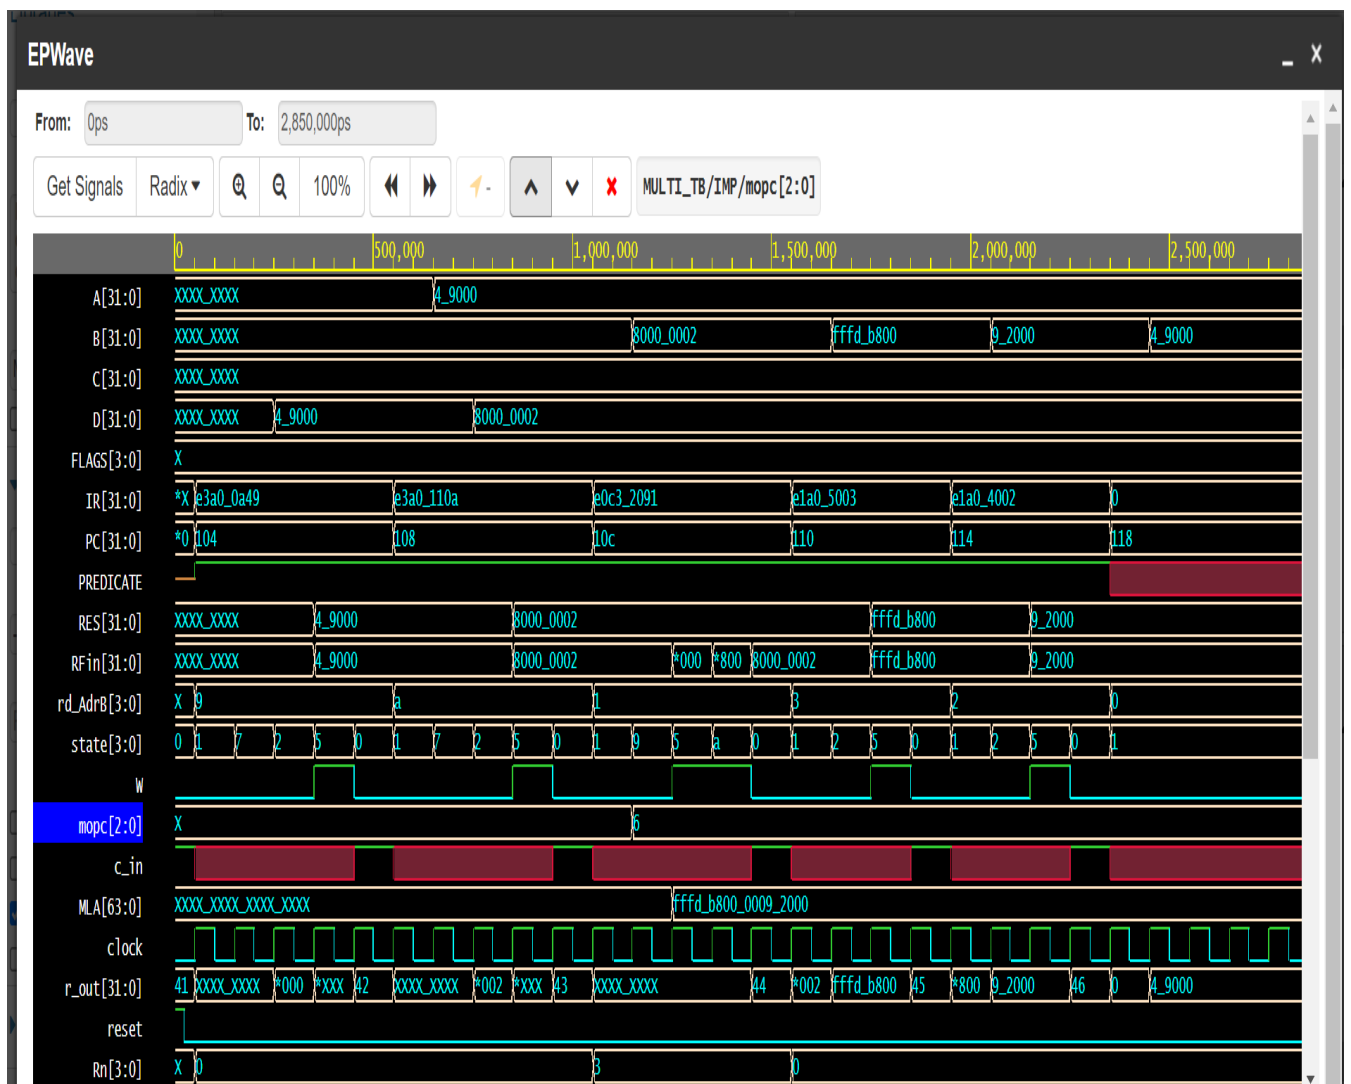 EPWave
From: 0ps To: 2,850,000ps
Get Signals Radix 100% - MULTI_TB/IMP/mopc[2:0]
0 500,000 1,000,000 1,500,000 2,000,000 2,500,000
A[31:0] XXXX_XXXX 4_9000
B[31:0] XXXX_XXXX 8000_0002 fffd_b800 9_2000 4_9000
C[31:0] XXXX_XXXX
D[31:0] XXXX_XXXX 4_9000 8000_0002
FLAGS[3:0] X
IR[31:0] *X e3a0_0a49 e3a0_110a e0c3_2091 e1a0_5003 e1a0_4002 0
PC[31:0] *0 104 108 10c 110 114 118
PREDICATE
RES[31:0] XXXX_XXXX 4_9000 8000_0002 fffd_b800 9_2000
RFin[31:0] XXXX_XXXX 4_9000 8000_0002 *000 *800 8000_0002 fffd_b800 9_2000
rd_AdrB[3:0] X 9 a 1 3 2 0
state[3:0] 0 1 7 2 5 0 1 7 2 5 0 1 9 5 a 0 1 2 5 0 1 2 5 0 1
W
mopc[2:0] X 6
c_in
MLA[63:0] XXXX_XXXX_XXXX_XXXX fffd_b800_0009_2000
clock
r_out[31:0] 41 XXXX_XXXX *000 *XXX 42 XXXX_XXXX *002 *XXX 43 XXXX_XXXX 44 *002 fffd_b800 45 *800 9_2000 46 0 4_9000
reset
Rn[3:0] X 0 3 0